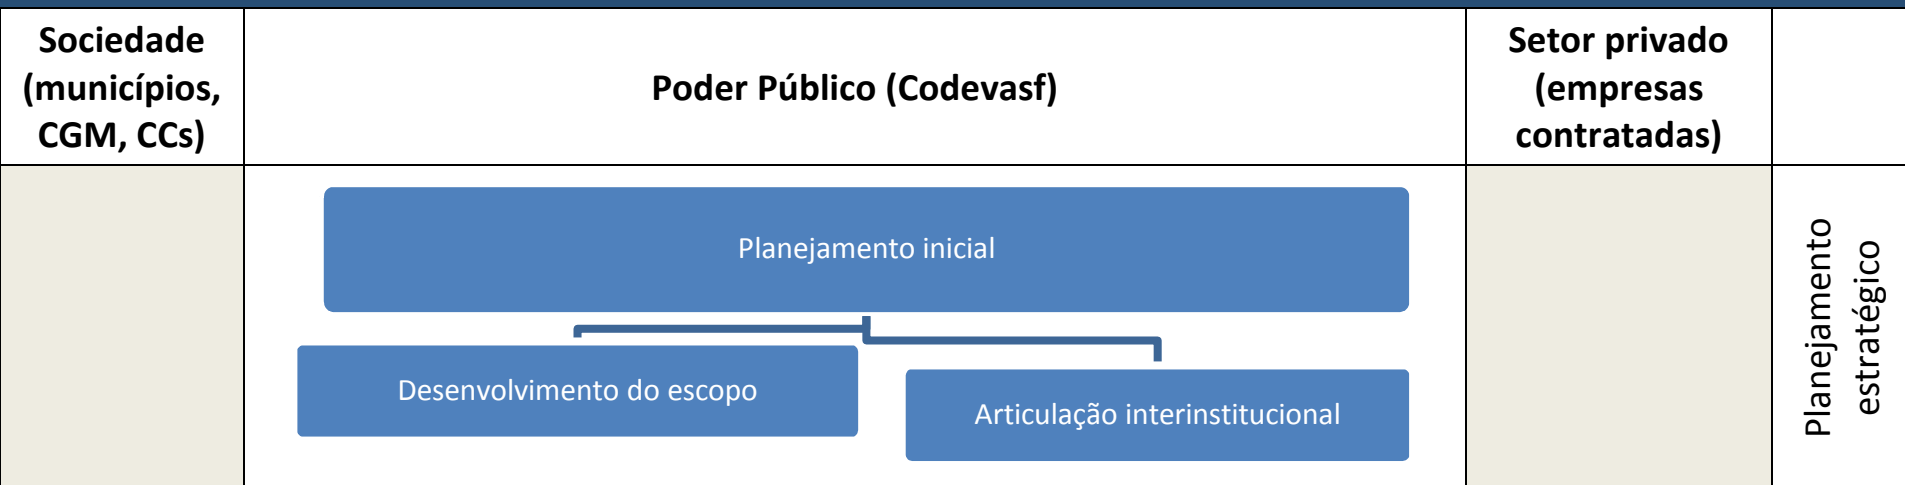 Sociedade
(municípios,
CGM, CCs)
Poder Público (Codevasf)
Setor privado
(empresas
contratadas)
Planejamento inicial
Desenvolvimento do escopo
Articulação interinstitucional
Planejamento
estratégico